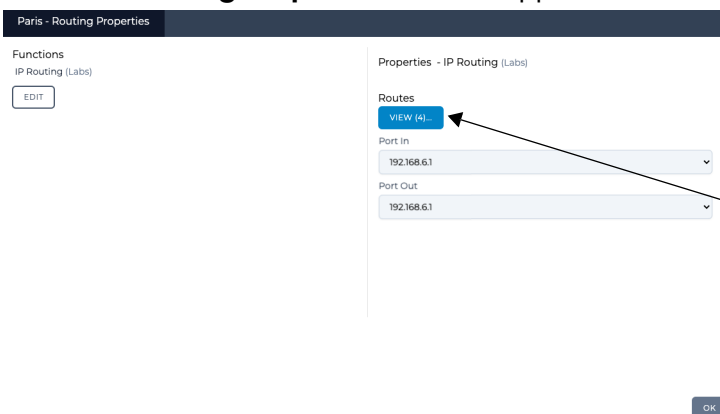 Paris - Routing Properties
Functions
IP Routing (Labs)
EDIT
Properties - IP Routing (Labs)
Routes
VIEW (4)...
Port In
192.168.6.1
Port Out
192.168.6.1
OK